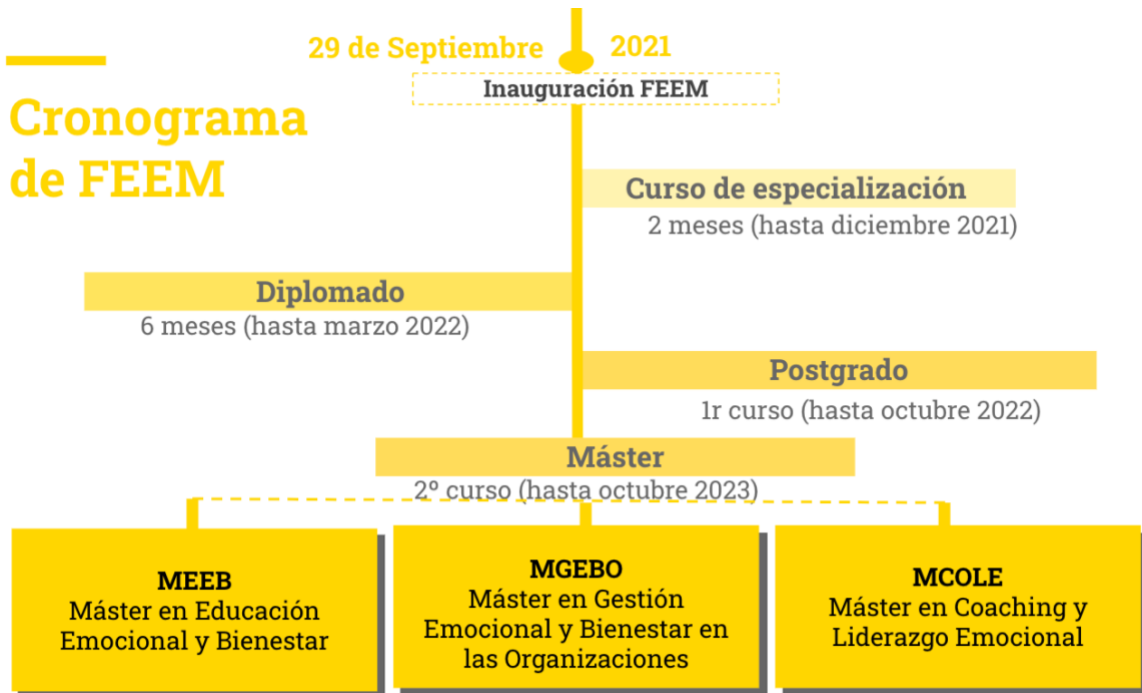 29 de Septiembre 2021
Inauguración FEEM
Cronograma
de FEEM
Curso de especialización
2 meses (hasta diciembre 2021)
Diplomado
6 meses (hasta marzo 2022)
Postgrado
1r curso (hasta octubre 2022)
Máster
2º curso (hasta octubre 2023)
MEEB
Máster en Educación
Emocional y Bienestar
MGEBO
Máster en Gestión
Emocional y Bienestar en
las Organizaciones
MCOLE
Máster en Coaching y
Liderazgo Emocional